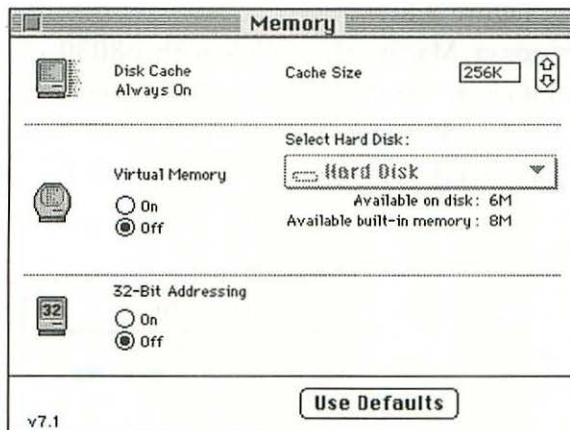 Memory
Disk Cache
Always On
Cache Size
256K
Select Hard Disk:
Hard Disk
Virtual Memory
On
Off
Available on disk: 6M
Available built-in memory: 8M
32-Bit Addressing
32
On
Off
Use Defaults
v7.1